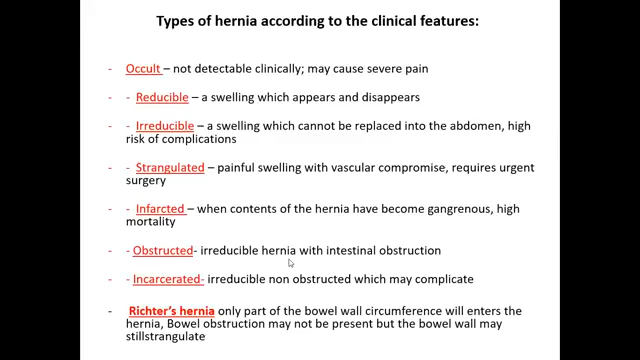 Types of hernia according to the clinical features:
- Occult – not detectable clinically; may cause severe pain
- - Reducible – a swelling which appears and disappears
- - Irreducible – a swelling which cannot be replaced into the abdomen, high
risk of complications
- - Strangulated – painful swelling with vascular compromise, requires urgent
surgery
- - Infarcted – when contents of the hernia have become gangrenous, high
mortality
- - Obstructed- irreducible hernia with intestinal obstruction
- - Incarcerated- irreducible non obstructed which may complicate
- Richter's hernia only part of the bowel wall circumference will enters the
hernia, Bowel obstruction may not be present but the bowel wall may
stillstrangulate